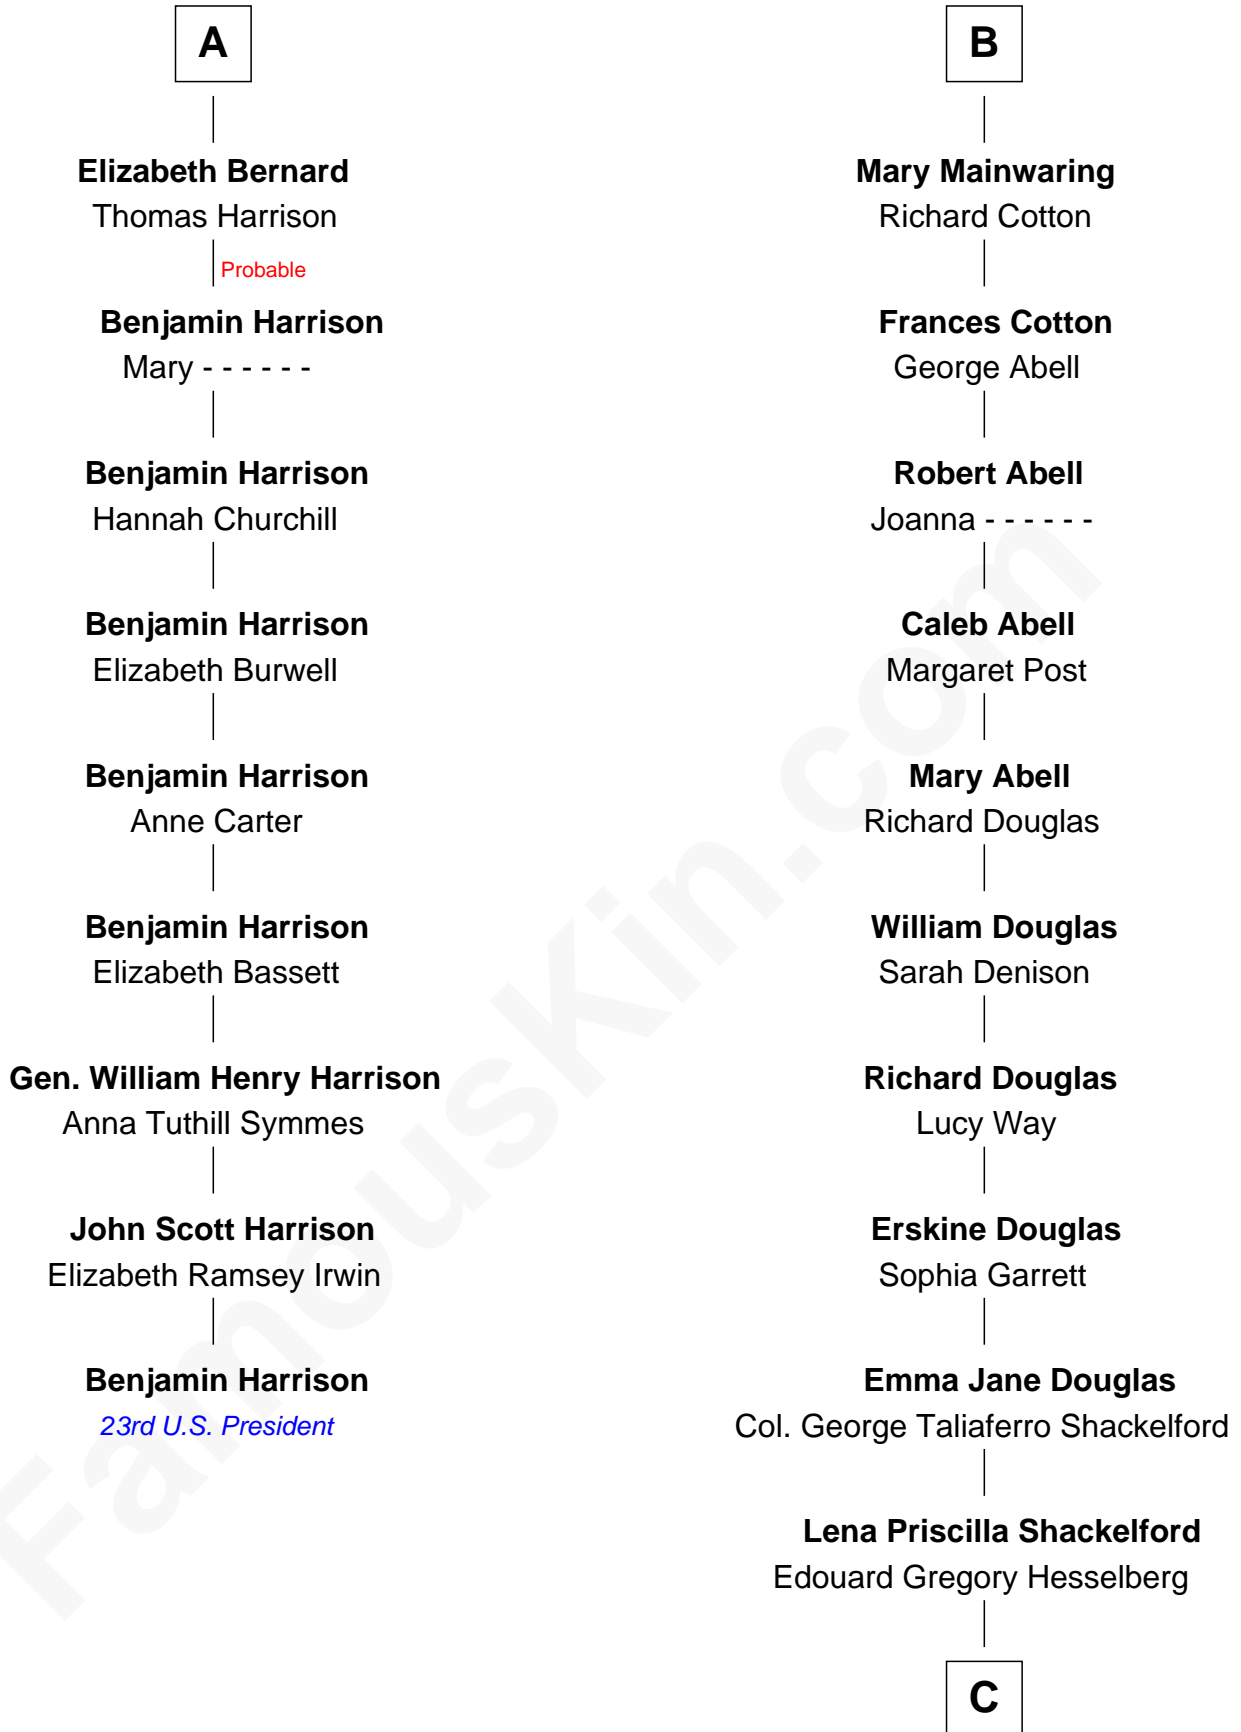 A
Elizabeth Bernard
Thomas Harrison
Probable
Benjamin Harrison
Mary - - - - - -
Benjamin Harrison
Hannah Churchill
Benjamin Harrison
Elizabeth Burwell
Benjamin Harrison
Anne Carter
Benjamin Harrison
Elizabeth Bassett
Gen. William Henry Harrison
Anna Tuthill Symmes
John Scott Harrison
Elizabeth Ramsey Irwin
Benjamin Harrison
23rd U.S. President
B
Mary Mainwaring
Richard Cotton
Frances Cotton
George Abell
Robert Abell
Joanna - - - - - -
Caleb Abell
Margaret Post
Mary Abell
Richard Douglas
William Douglas
Sarah Denison
Richard Douglas
Lucy Way
Erskine Douglas
Sophia Garrett
Emma Jane Douglas
Col. George Taliaferro Shackelford
Lena Priscilla Shackelford
Edouard Gregory Hesselberg
C
FamousKin.com